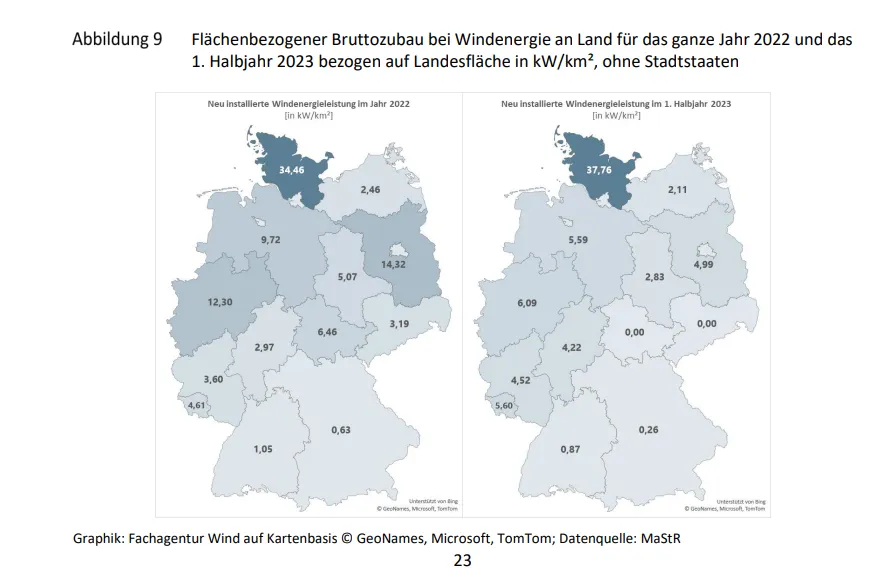 Abbildung 9 Flächenbezogener Bruttozubau bei Windenergie an Land für das ganze Jahr 2022 und das
1. Halbjahr 2023 bezogen auf Landesfläche in kW/km², ohne Stadtstaaten
Neu installierte Windenergieleistung im Jahr 2022
[in kW/km²]
34,46
2,46
9,72
14,32
5,07
12,30
3,19
6,46
2,97
3,60
4,61
0,63
1,05
Unterstützt von Bing
© GeoNames, Microsoft, TomTom
Neu installierte Windenergieleistung im 1. Halbjahr 2023
[in kW/km²]
37,76
2,11
5,59
4,99
2,83
6,09
0,00
0,00
4,22
4,52
5,60
0,26
0,87
Unterstützt von Bing
© GeoNames, Microsoft, TomTom
Graphik: Fachagentur Wind auf Kartenbasis © GeoNames, Microsoft, TomTom; Datenquelle: MaStR
23